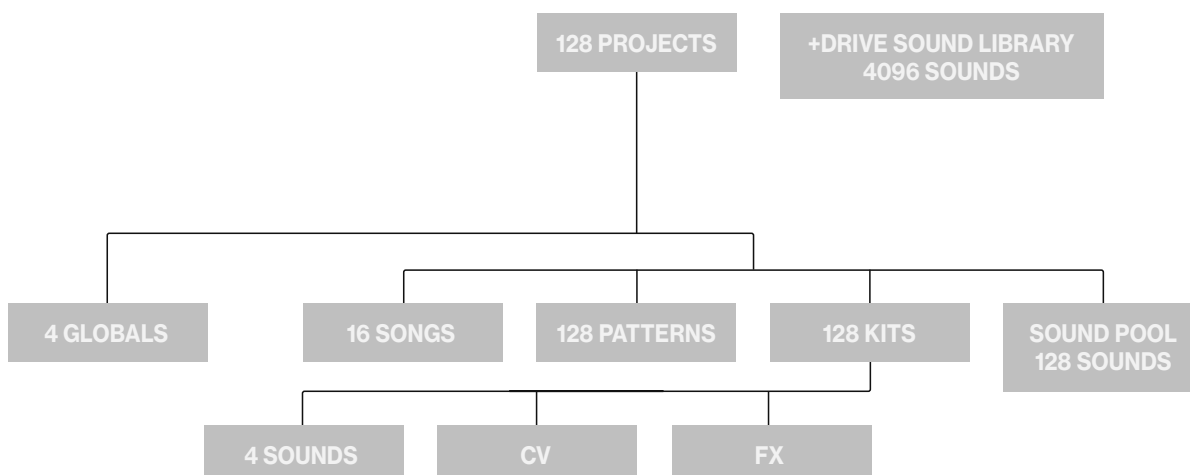 128 PROJECTS
+DRIVE SOUND LIBRARY
4096 SOUNDS
4 GLOBALS
16 SONGS
128 PATTERNS
128 KITS
SOUND POOL
128 SOUNDS
4 SOUNDS
CV
FX